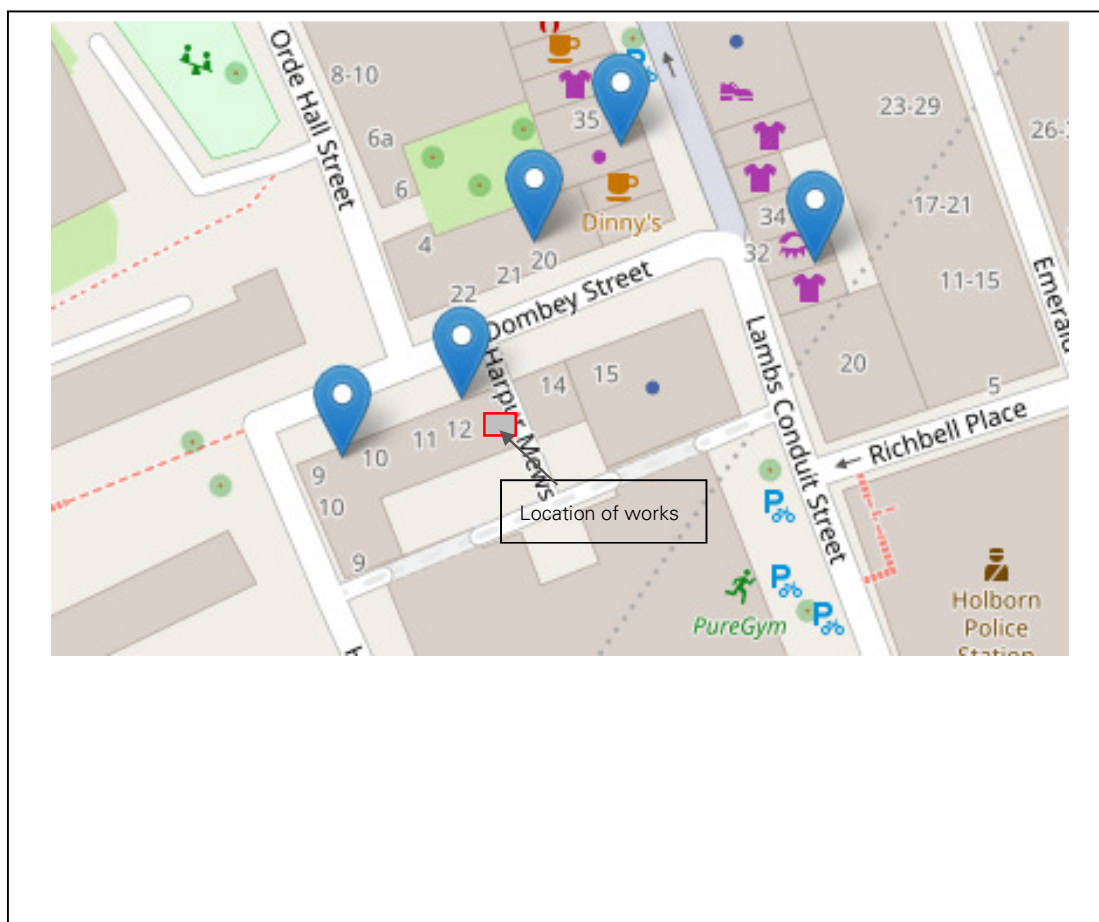 Orde Hall Street
8-10
6a
6
4
35
Dinny's
20
21
22
Dombey Street
Harpur Mews
34
32
23-29
26-
17-21
11-15
Emerald
20
5
Richbell Place
Lambs Conduit Street
14
15
12
11
10
9
10
9
Location of works
PureGym
Holborn
Police
Station